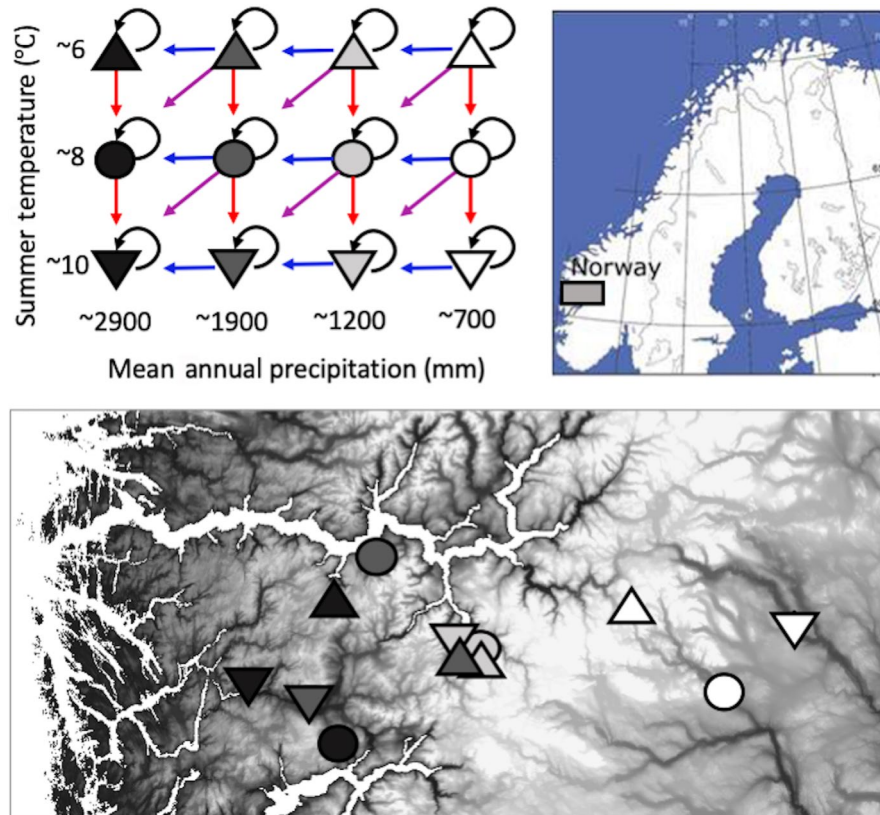 Summer temperature (°C)
~6
~8
~10
~2900 ~1900 ~1200 ~700
Mean annual precipitation (mm)
Norway